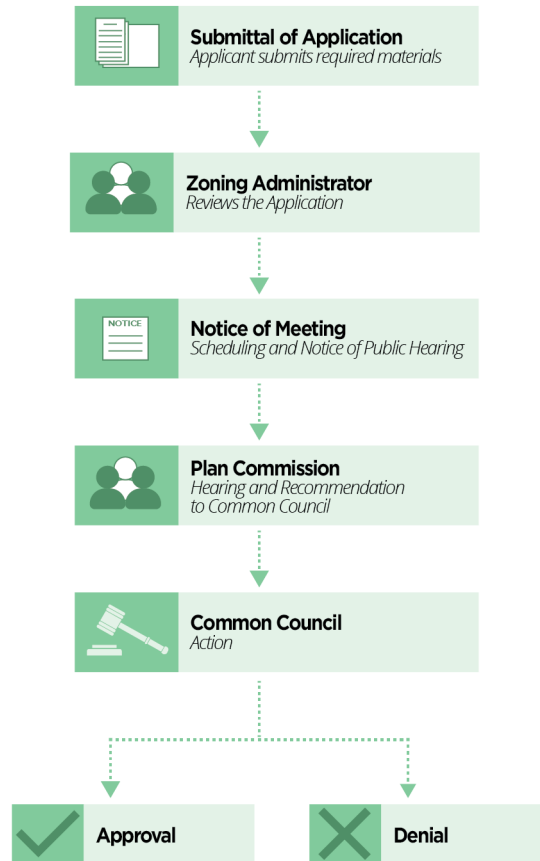 Submittal of Application
Applicant submits required materials
Zoning Administrator
Reviews the Application
NOTICE
Notice of Meeting
Scheduling and Notice of Public Hearing
Plan Commission
Hearing and Recommendation
to Common Council
Common Council
Action
Approval
Denial